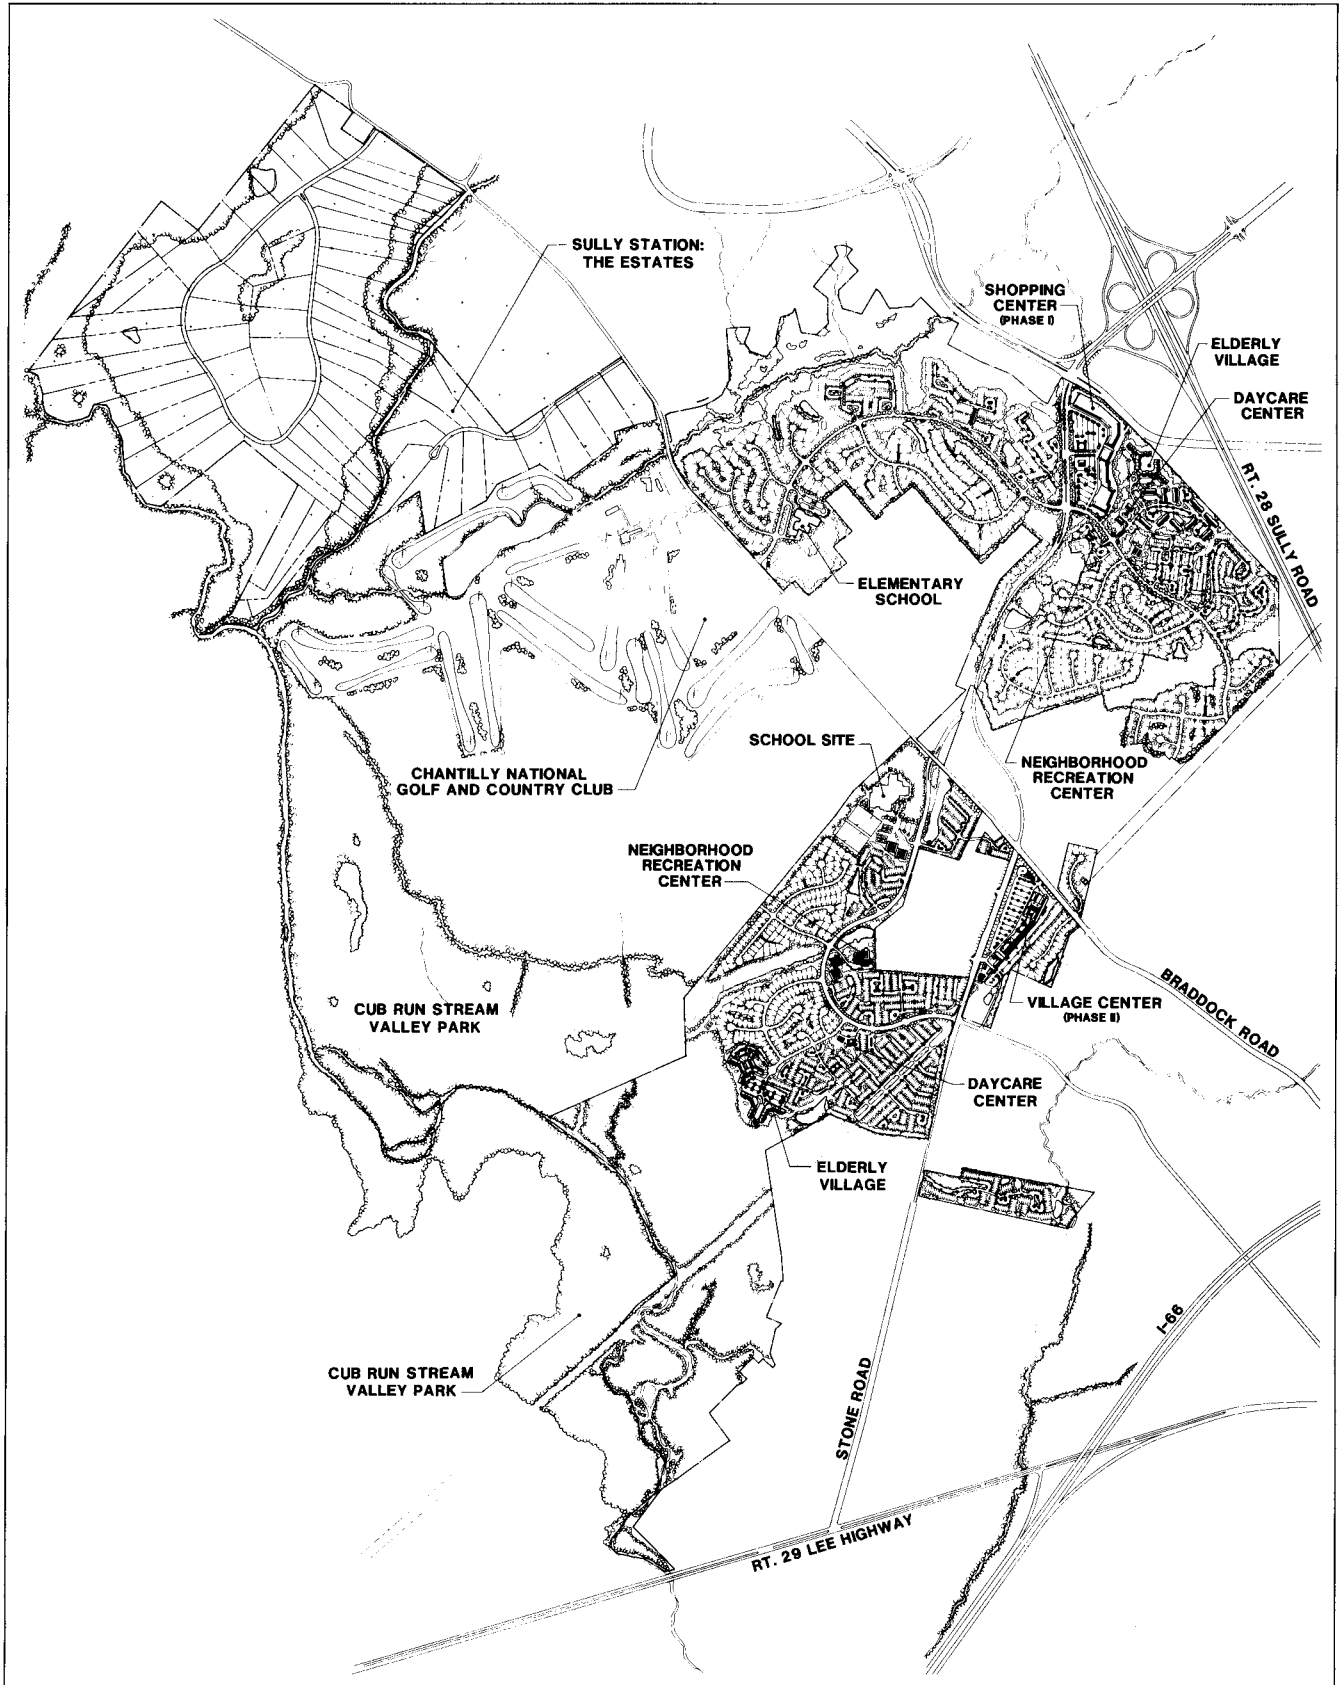 SULLY STATION:
THE ESTATES
SHOPPING
CENTER
(PHASE I)
ELDERLY
VILLAGE
DAYCARE
CENTER
RT. 28 SULLY ROAD
ELEMENTARY
SCHOOL
SCHOOL SITE
NEIGHBORHOOD
RECREATION
CENTER
CHANTILLY NATIONAL
GOLF AND COUNTRY CLUB
NEIGHBORHOOD
RECREATION
CENTER
CUB RUN STREAM
VALLEY PARK
VILLAGE CENTER
(PHASE II)
BRADDOCK ROAD
DAYCARE
CENTER
ELDERLY
VILLAGE
I-66
CUB RUN STREAM
VALLEY PARK
STONE ROAD
RT. 29 LEE HIGHWAY